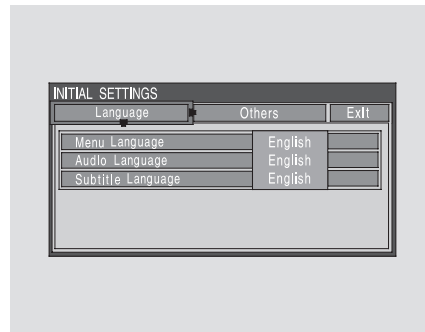 INITIAL SETTINGS
Language Others Exit
Menu Language English
Audio Language English
Subtitle Language English